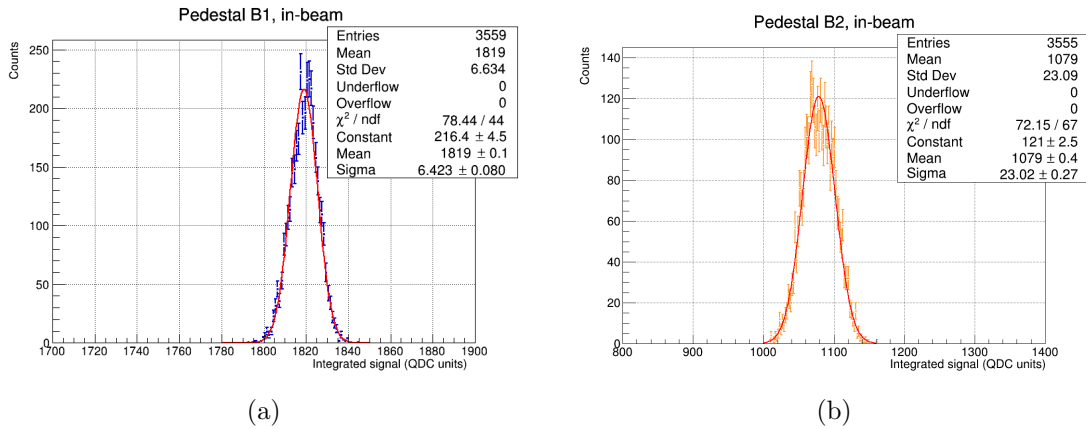 Pedestal B1, in-beam
Counts
Entries 3559
Mean 1819
Std Dev 6.634
Underflow 0
Overflow 0
χ² / ndf 78.44 / 44
Constant 216.4 ± 4.5
Mean 1819 ± 0.1
Sigma 6.423 ± 0.080
250
200
150
100
50
0
1700 1720 1740 1760 1780 1800 1820 1840 1860 1880 1900
Integrated signal (QDC units)
(a)
Pedestal B2, in-beam
Counts
Entries 3555
Mean 1079
Std Dev 23.09
Underflow 0
Overflow 0
χ² / ndf 72.15 / 67
Constant 121 ± 2.5
Mean 1079 ± 0.4
Sigma 23.02 ± 0.27
140
120
100
80
60
40
20
0
800 900 1000 1100 1200 1300 1400
Integrated signal (QDC units)
(b)